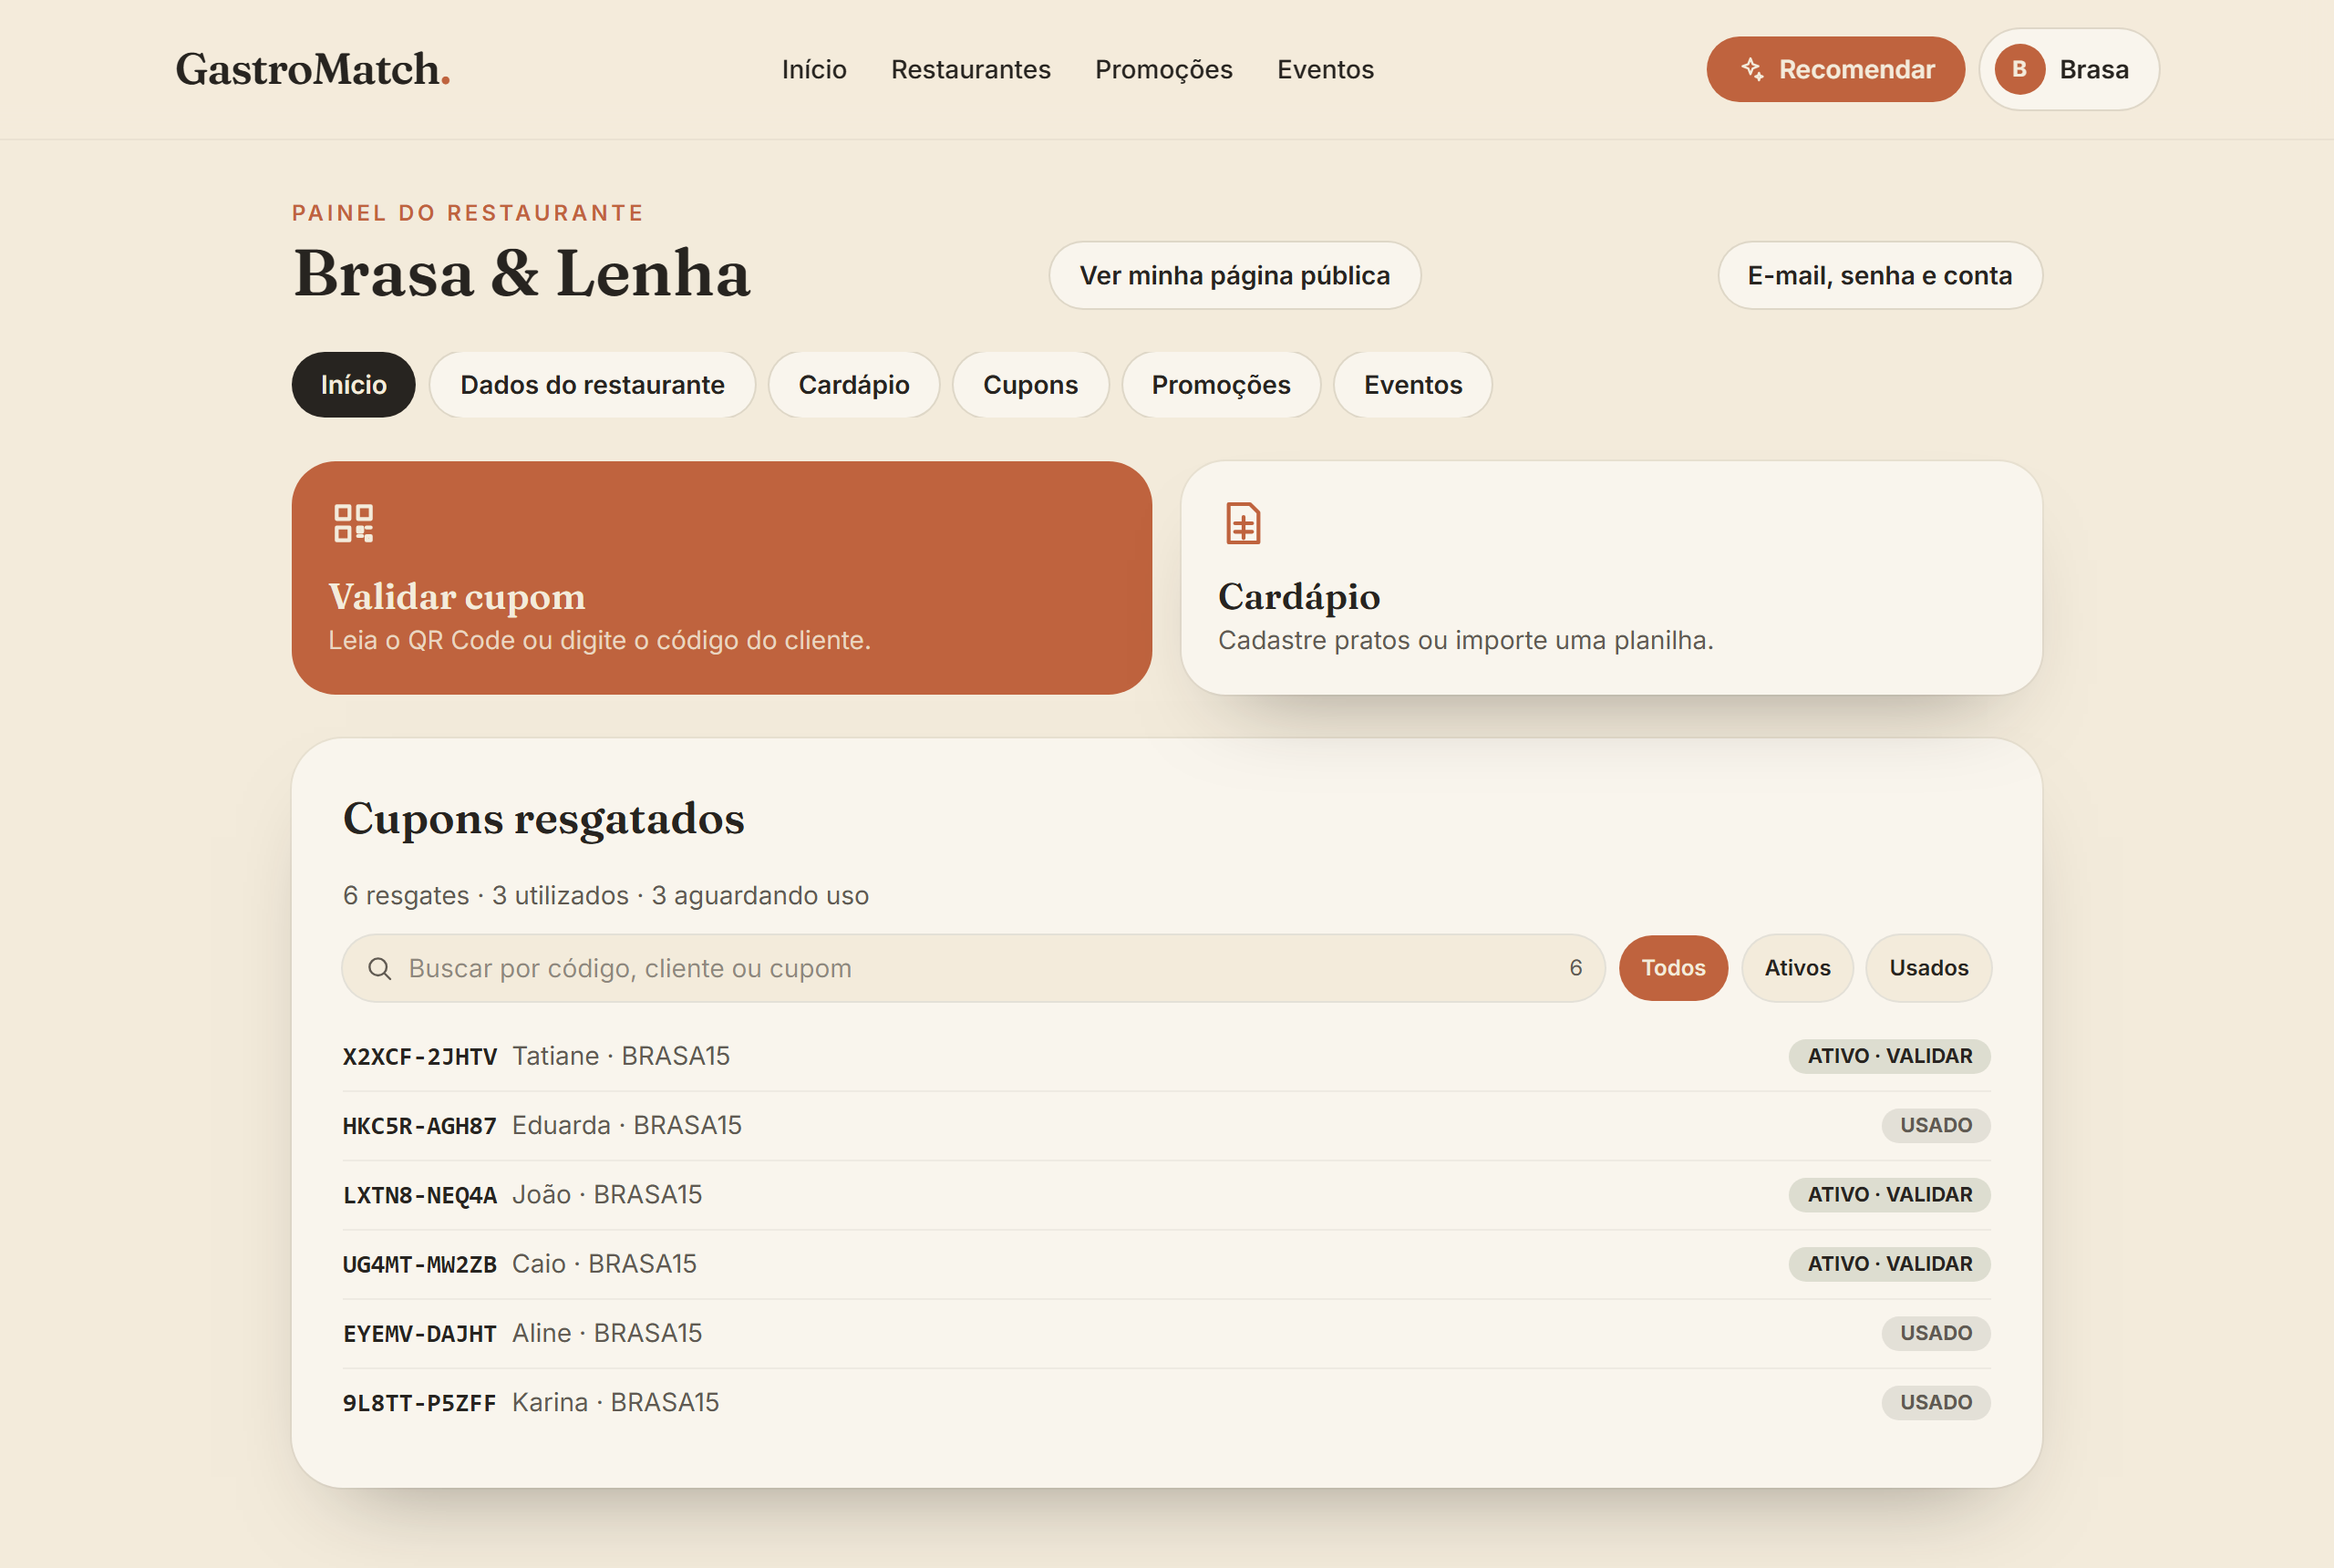 GastroMatch.
Início Restaurantes Promoções Eventos
Recomendar
B Brasa
PAINEL DO RESTAURANTE
Brasa & Lenha
Ver minha página pública
E-mail, senha e conta
Início Dados do restaurante Cardápio Cupons Promoções Eventos
Validar cupom
Leia o QR Code ou digite o código do cliente.
Cardápio
Cadastre pratos ou importe uma planilha.
Cupons resgatados
6 resgates · 3 utilizados · 3 aguardando uso
Buscar por código, cliente ou cupom 6 Todos Ativos Usados
X2XCF-2JHTV Tatiane · BRASA15 ATIVO · VALIDAR
HKC5R-AGH87 Eduarda · BRASA15 USADO
LXTN8-NEQ4A João · BRASA15 ATIVO · VALIDAR
UG4MT-MW2ZB Caio · BRASA15 ATIVO · VALIDAR
EYEMV-DAJHT Aline · BRASA15 USADO
9L8TT-P5ZFF Karina · BRASA15 USADO